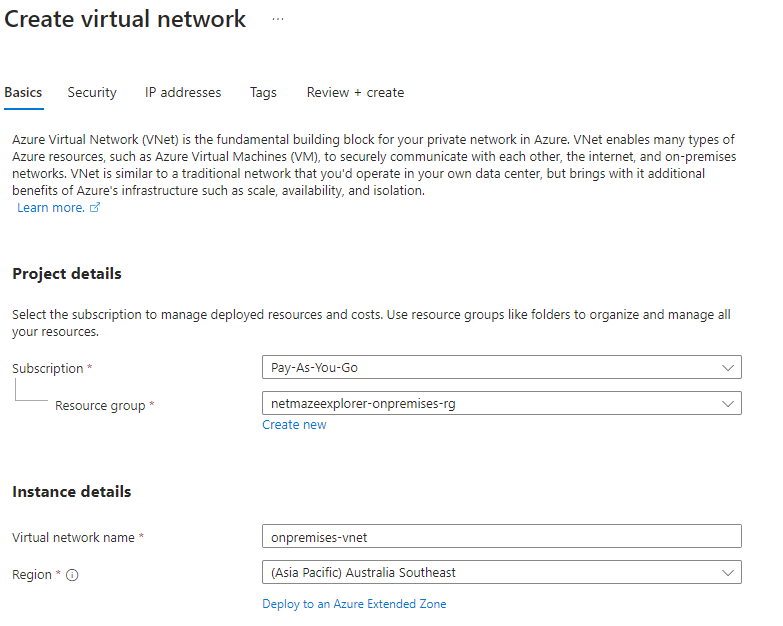 Create virtual network ...
Basics Security IP addresses Tags Review + create
Azure Virtual Network (VNet) is the fundamental building block for your private network in Azure. VNet enables many types of
Azure resources, such as Azure Virtual Machines (VM), to securely communicate with each other, the internet, and on-premises
networks. VNet is similar to a traditional network that you'd operate in your own data center, but brings with it additional
benefits of Azure's infrastructure such as scale, availability, and isolation.
Learn more.
Project details
Select the subscription to manage deployed resources and costs. Use resource groups like folders to organize and manage all
your resources.
Subscription * Pay-As-You-Go
Resource group * netmazeexplorer-onpremises-rg
Create new
Instance details
Virtual network name * onpremises-vnet
Region * (Asia Pacific) Australia Southeast
Deploy to an Azure Extended Zone